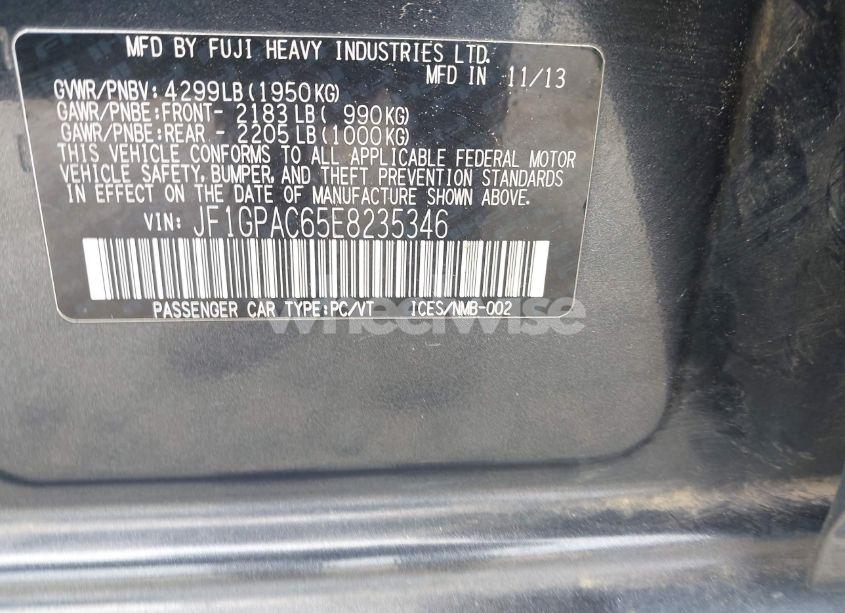 MFD BY FUJI HEAVY INDUSTRIES LTD.
MFD IN 11/13
GVWR/PNBV: 4299LB(1950KG)
GAWR/PNBE:FRONT- 2183LB( 990KG)
GAWR/PNBE:REAR - 2205LB(1000KG)
THIS VEHICLE CONFORMS TO ALL APPLICABLE FEDERAL MOTOR
VEHICLE SAFETY, BUMPER, AND THEFT PREVENTION STANDARDS
IN EFFECT ON THE DATE OF MANUFACTURE SHOWN ABOVE.
VIN: JF1GPAC65E8235346
PASSENGER CAR TYPE:PC/VT ICES/NMB-002
wheelwise